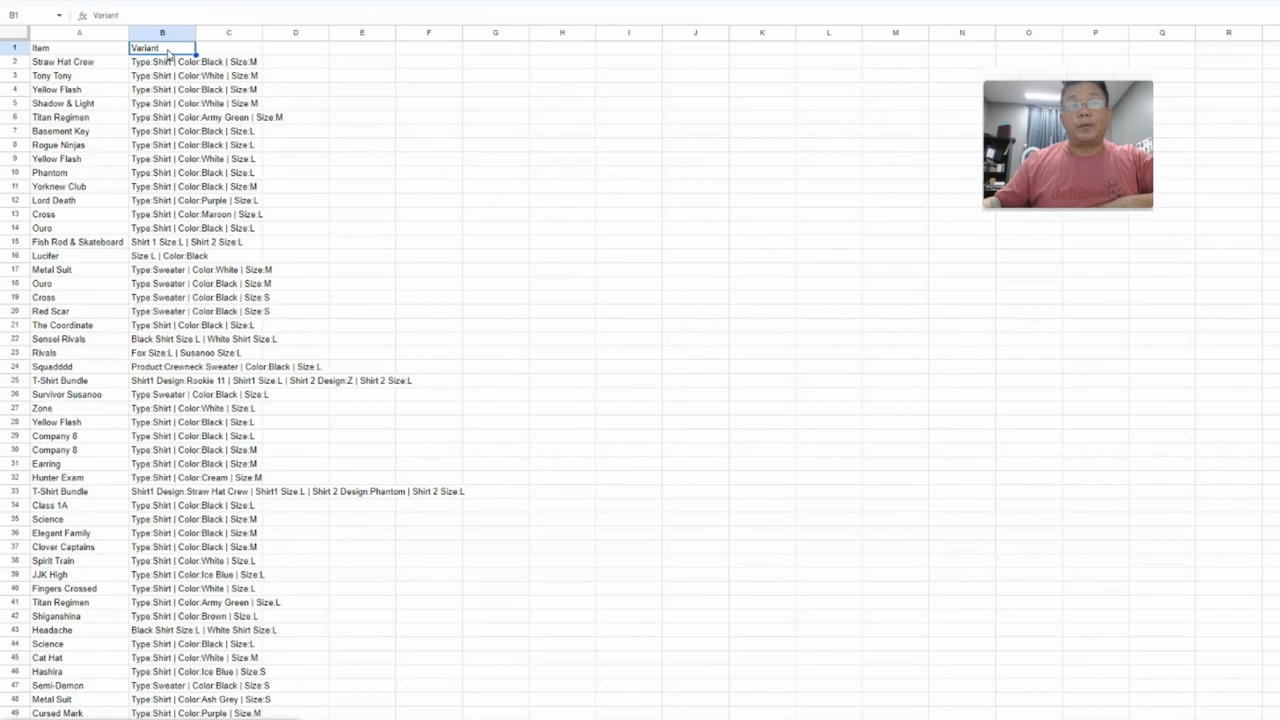 B1 Variant
A B C D E F G H I J K L M N O P Q R
1 Item Variant
2 Straw Hat Crew Type:Shirt | Color:Black | Size:M
3 Tony Tony Type:Shirt | Color:White | Size:M
4 Yellow Flash Type:Shirt | Color:Black | Size:M
5 Shadow & Light Type:Shirt | Color:White | Size:M
6 Titan Regimen Type:Shirt | Color:Army Green | Size:M
7 Basement Key Type:Shirt | Color:Black | Size:L
8 Rogue Ninjas Type:Shirt | Color:Black | Size:L
9 Yellow Flash Type:Shirt | Color:White | Size:L
10 Phantom Type:Shirt | Color:Black | Size:L
11 Yorknew Club Type:Shirt | Color:Black | Size:M
12 Lord Death Type:Shirt | Color:Purple | Size:L
13 Cross Type:Shirt | Color:Maroon | Size:L
14 Ouro Type:Shirt | Color:Black | Size:L
15 Fish Rod & Skateboard Shirt 1 Size:L | Shirt 2 Size:L
16 Lucifer Size:L | Color:Black
17 Metal Suit Type:Sweater | Color:White | Size:M
18 Ouro Type:Sweater | Color:Black | Size:M
19 Cross Type:Sweater | Color:Black | Size:S
20 Red Scar Type:Sweater | Color:Black | Size:S
21 The Coordinate Type:Shirt | Color:Black | Size:L
22 Sensei Rivals Black Shirt Size:L | White Shirt Size:L
23 Rivals Fox Size:L | Susanoo Size:L
24 Squadddd Product:Crewneck Sweater | Color:Black | Size:L
25 T-Shirt Bundle Shirt1 Design:Rookie 11 | Shirt1 Size:L | Shirt 2 Design:Z | Shirt 2 Size:L
26 Survivor Susanoo Type:Sweater | Color:Black | Size:L
27 Zone Type:Shirt | Color:White | Size:L
28 Yellow Flash Type:Shirt | Color:Black | Size:L
29 Company 8 Type:Shirt | Color:Black | Size:L
30 Company 8 Type:Shirt | Color:Black | Size:M
31 Earring Type:Shirt | Color:Black | Size:M
32 Hunter Exam Type:Shirt | Color:Cream | Size:M
33 T-Shirt Bundle Shirt1 Design:Straw Hat Crew | Shirt1 Size:L | Shirt 2 Design:Phantom | Shirt 2 Size:L
34 Class 1A Type:Shirt | Color:Black | Size:L
35 Science Type:Shirt | Color:Black | Size:M
36 Elegant Family Type:Shirt | Color:Black | Size:M
37 Clover Captains Type:Shirt | Color:Black | Size:M
38 Spirit Train Type:Shirt | Color:White | Size:L
39 JJK High Type:Shirt | Color:Ice Blue | Size:L
40 Fingers Crossed Type:Shirt | Color:White | Size:L
41 Titan Regimen Type:Shirt | Color:Army Green | Size:L
42 Shiganshina Type:Shirt | Color:Brown | Size:L
43 Headache Black Shirt Size:L | White Shirt Size:L
44 Science Type:Shirt | Color:Black | Size:L
45 Cat Hat Type:Shirt | Color:White | Size:M
46 Hashira Type:Shirt | Color:Ice Blue | Size:S
47 Semi-Demon Type:Sweater | Color:Black | Size:S
48 Metal Suit Type:Shirt | Color:Ash Grey | Size:S
49 Cursed Mark Type:Shirt | Color:Purple | Size:M